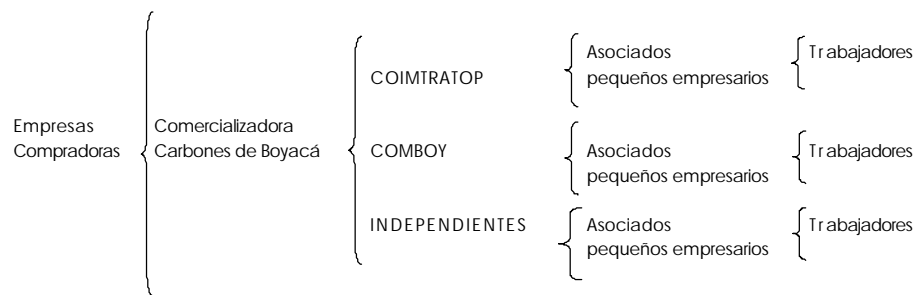 Empresas
Compradoras
Comercializadora
Carbones de Boyacá
COIMTRATOP
Asociados
pequeños empresarios
Trabajadores
COMBOY
Asociados
pequeños empresarios
Trabajadores
INDEPENDIENTES
Asociados
pequeños empresarios
Trabajadores